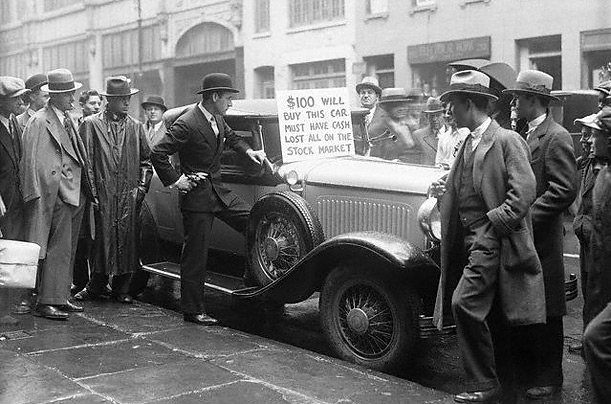 $100 WILL
BUY THIS CAR
MUST HAVE CASH
LOST ALL ON THE
STOCK MARKET